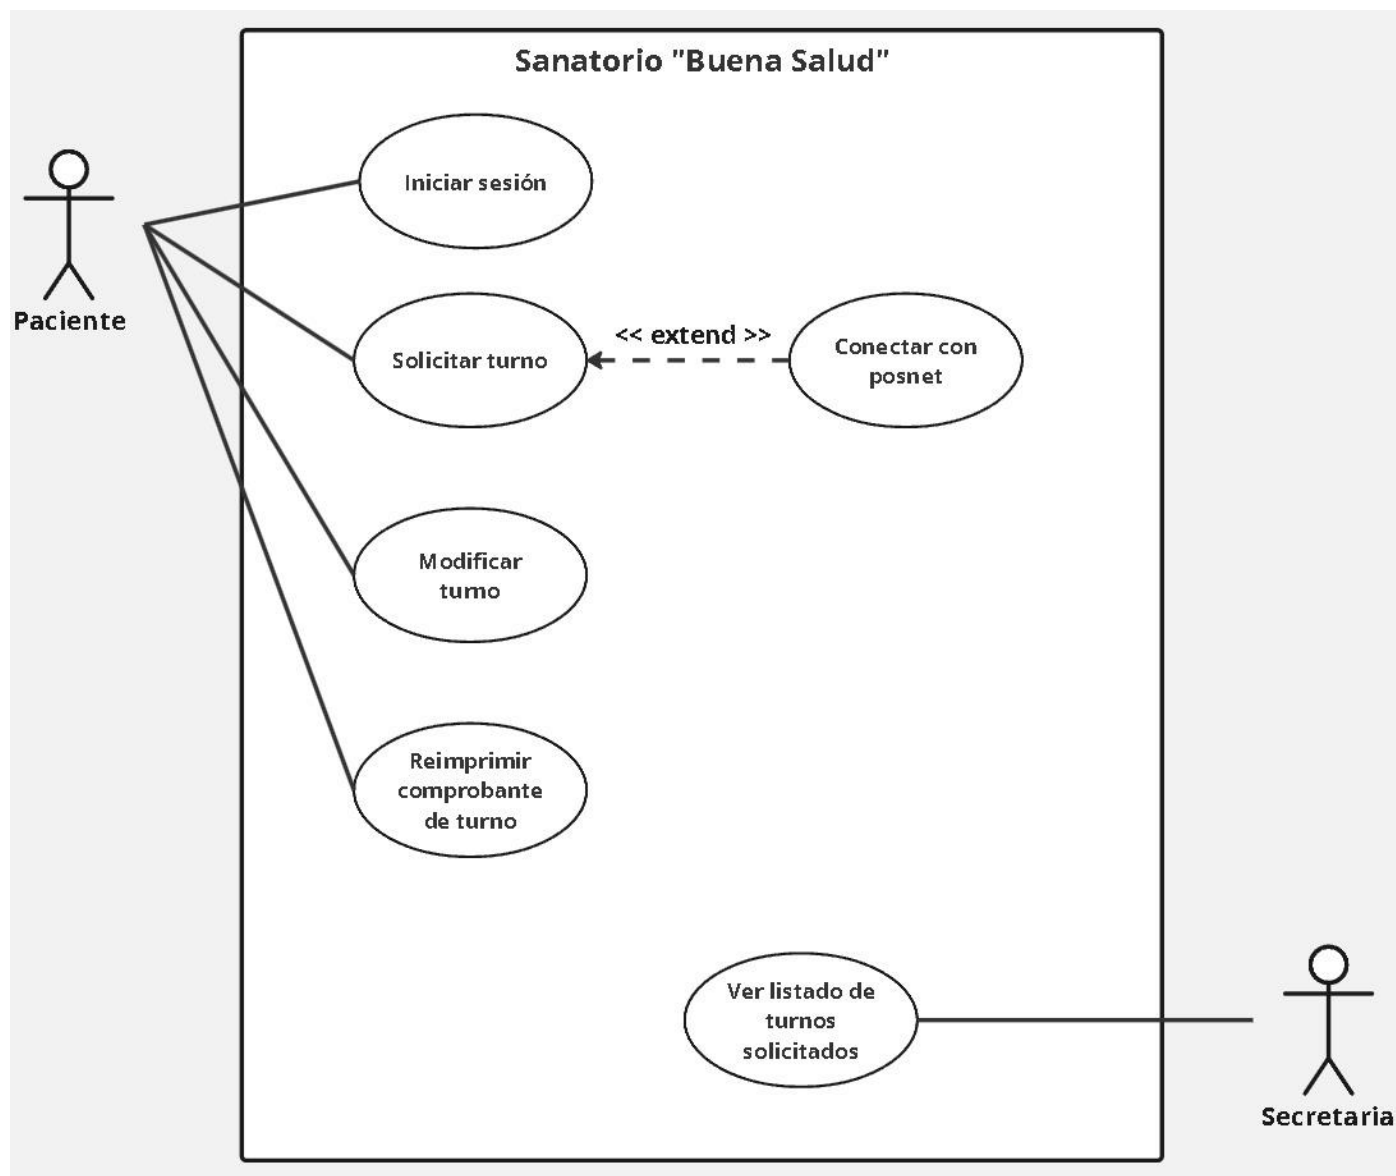 Sanatorio "Buena Salud"
Iniciar sesión
Paciente
Solicitar turno
<< extend >>
Conectar con
posnet
Modificar
turno
Reimprimir
comprobante
de turno
Ver listado de
turnos
solicitados
Secretaria